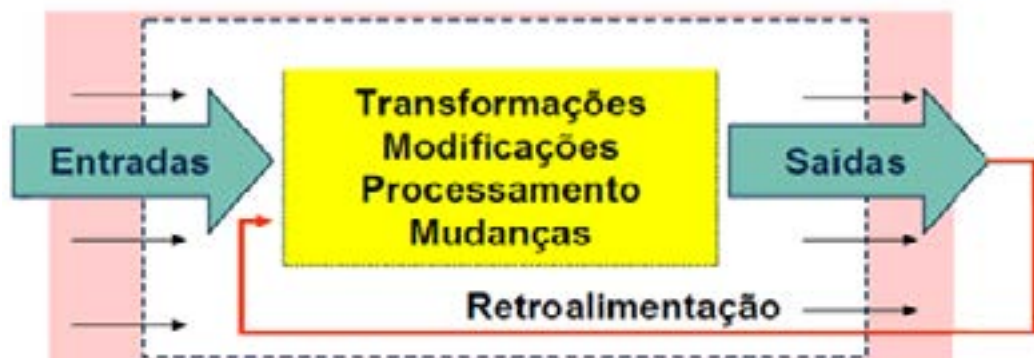 Entradas
Transformações
Modificações
Processamento
Mudanças
Saídas
Retroalimentação